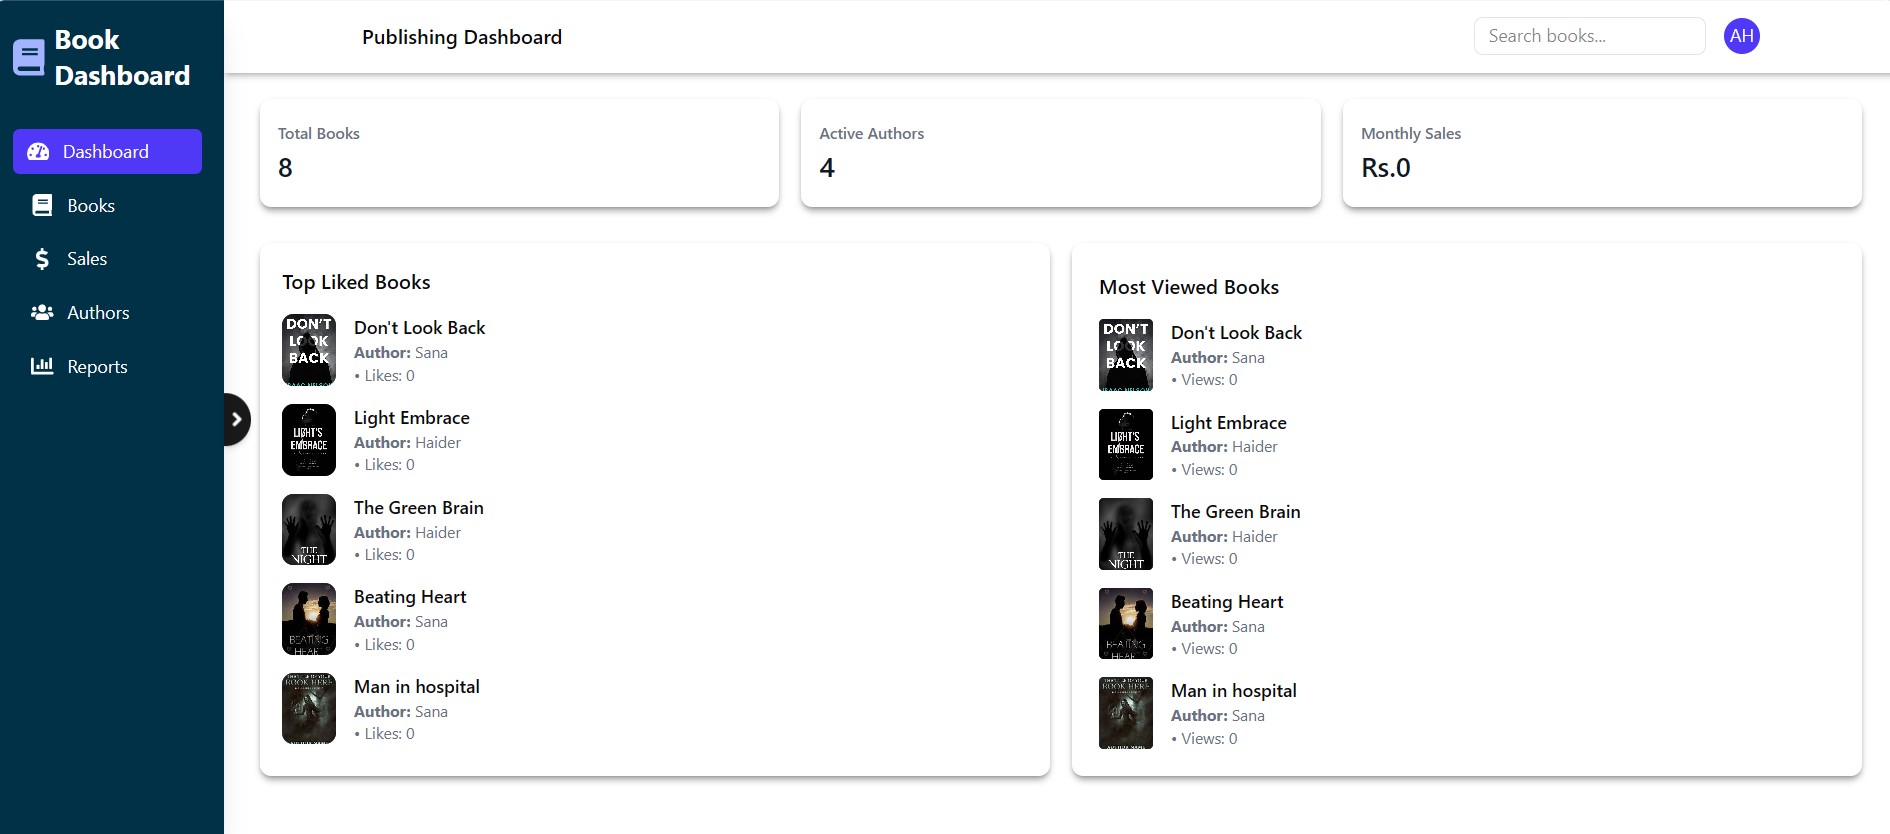 Book
Dashboard
Dashboard
Books
Sales
Authors
Reports
Publishing Dashboard
Search books...
AH
Total Books
8
Active Authors
4
Monthly Sales
Rs.0
Top Liked Books
DON'T
LOOK
BACK
ISAAC NELSON
Don't Look Back
Author: Sana
• Likes: 0
LIGHT'S
EMBRACE
Light Embrace
Author: Haider
• Likes: 0
THE
NIGHT
The Green Brain
Author: Haider
• Likes: 0
BEATING
HEART
Beating Heart
Author: Sana
• Likes: 0
BOOK HERE
Man in hospital
Author: Sana
• Likes: 0
Most Viewed Books
DON'T
LOOK
BACK
ISAAC NELSON
Don't Look Back
Author: Sana
• Views: 0
LIGHT'S
EMBRACE
Light Embrace
Author: Haider
• Views: 0
THE
NIGHT
The Green Brain
Author: Haider
• Views: 0
BEATING
HEART
Beating Heart
Author: Sana
• Views: 0
BOOK HERE
AUTHOR NAME
Man in hospital
Author: Sana
• Views: 0